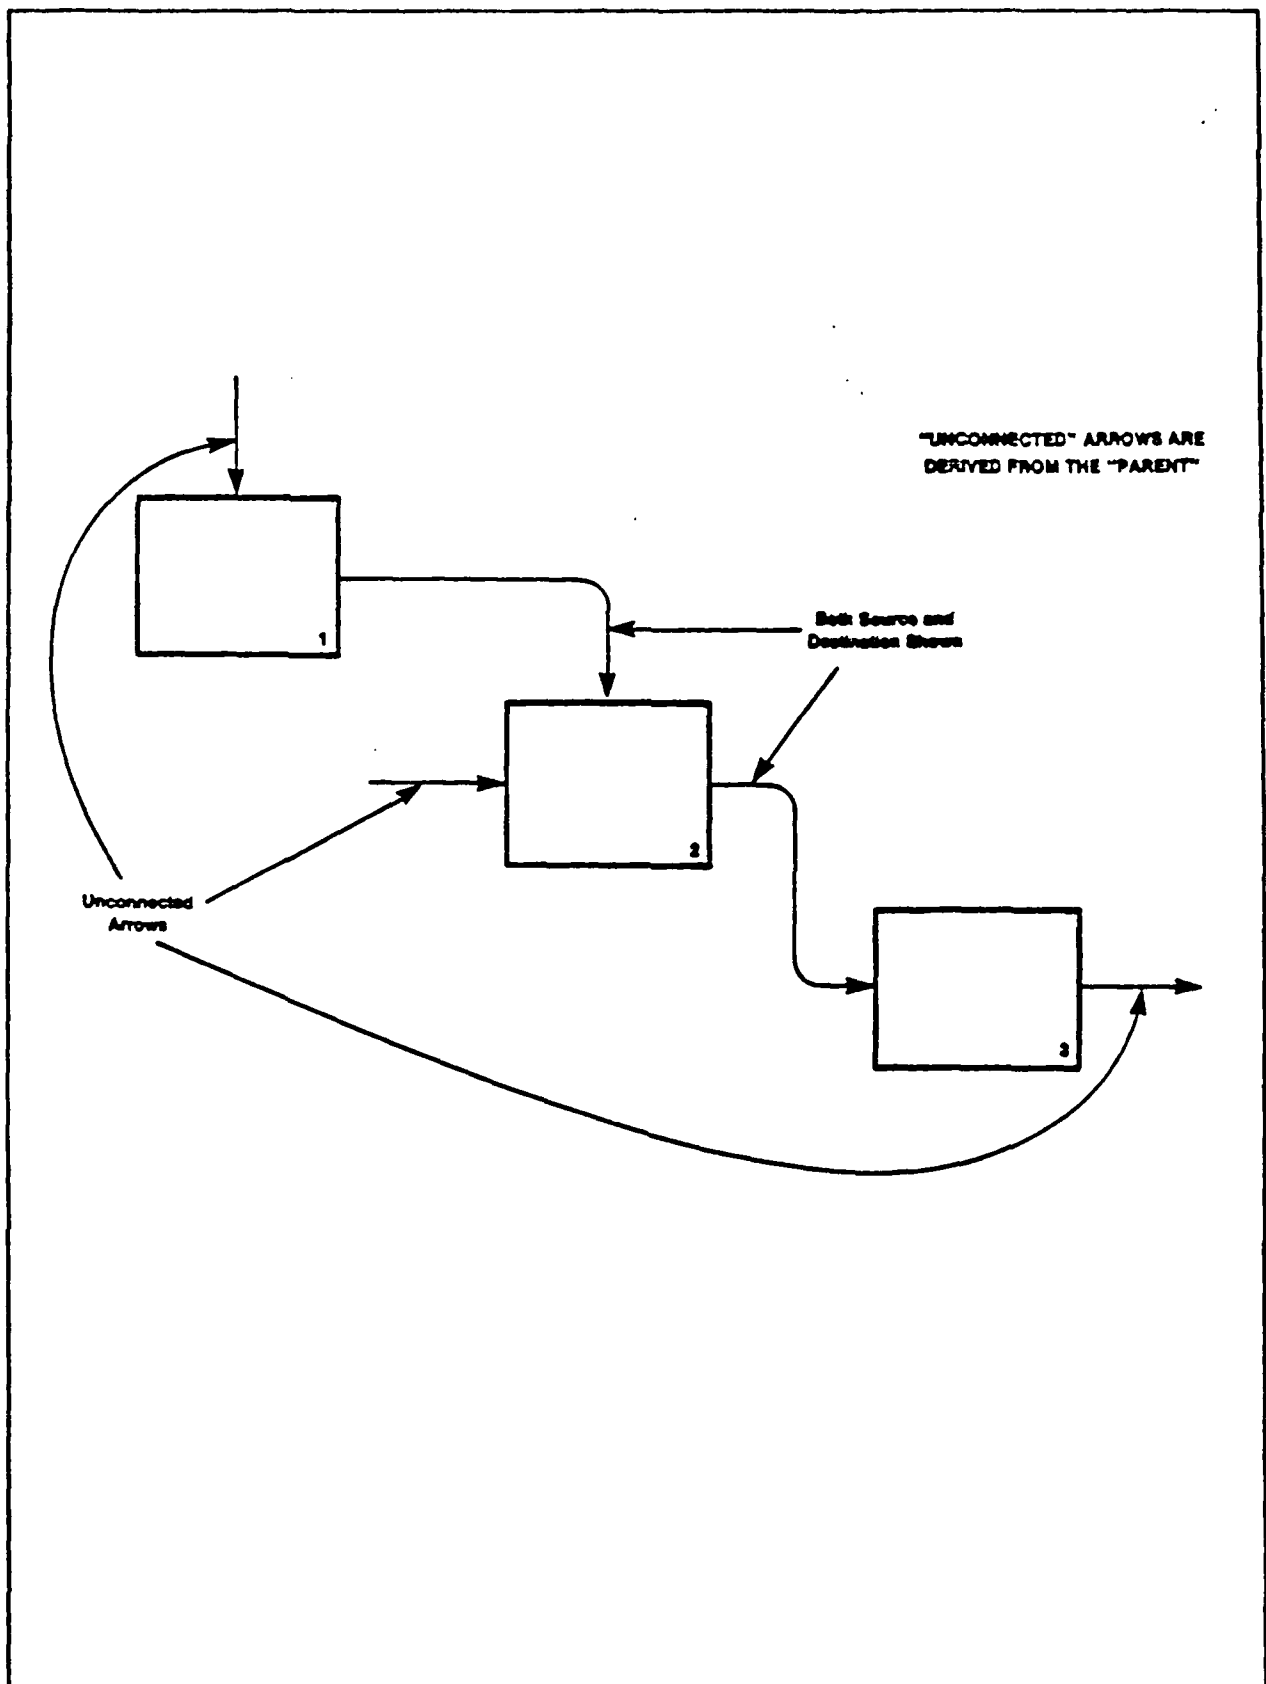 "UNCONNECTED" ARROWS ARE
DERIVED FROM THE "PARENT"
1
Both Source and
Destination Shown
2
Unconnected
Arrows
3